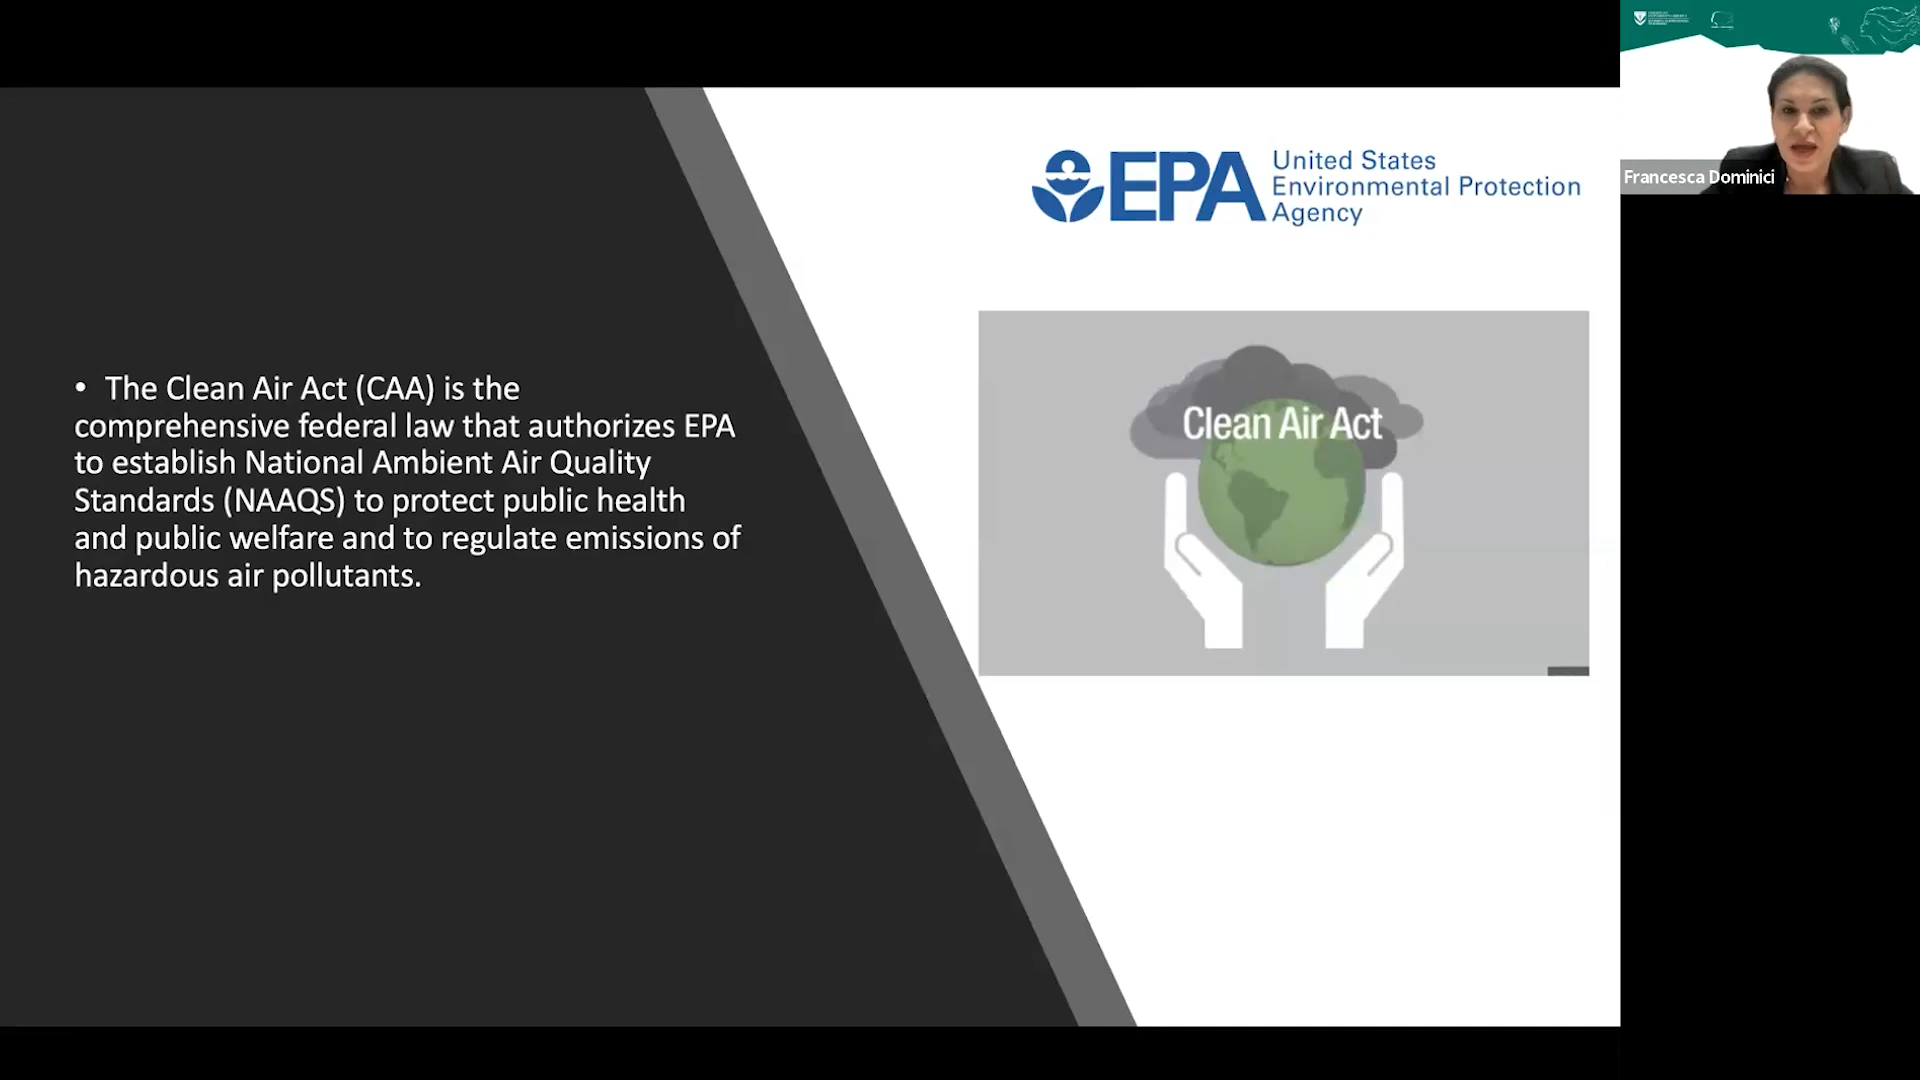 EPA
United States
Environmental Protection
Agency
Francesca Dominici
• The Clean Air Act (CAA) is the
comprehensive federal law that authorizes EPA
to establish National Ambient Air Quality
Standards (NAAQS) to protect public health
and public welfare and to regulate emissions of
hazardous air pollutants.
Clean Air Act